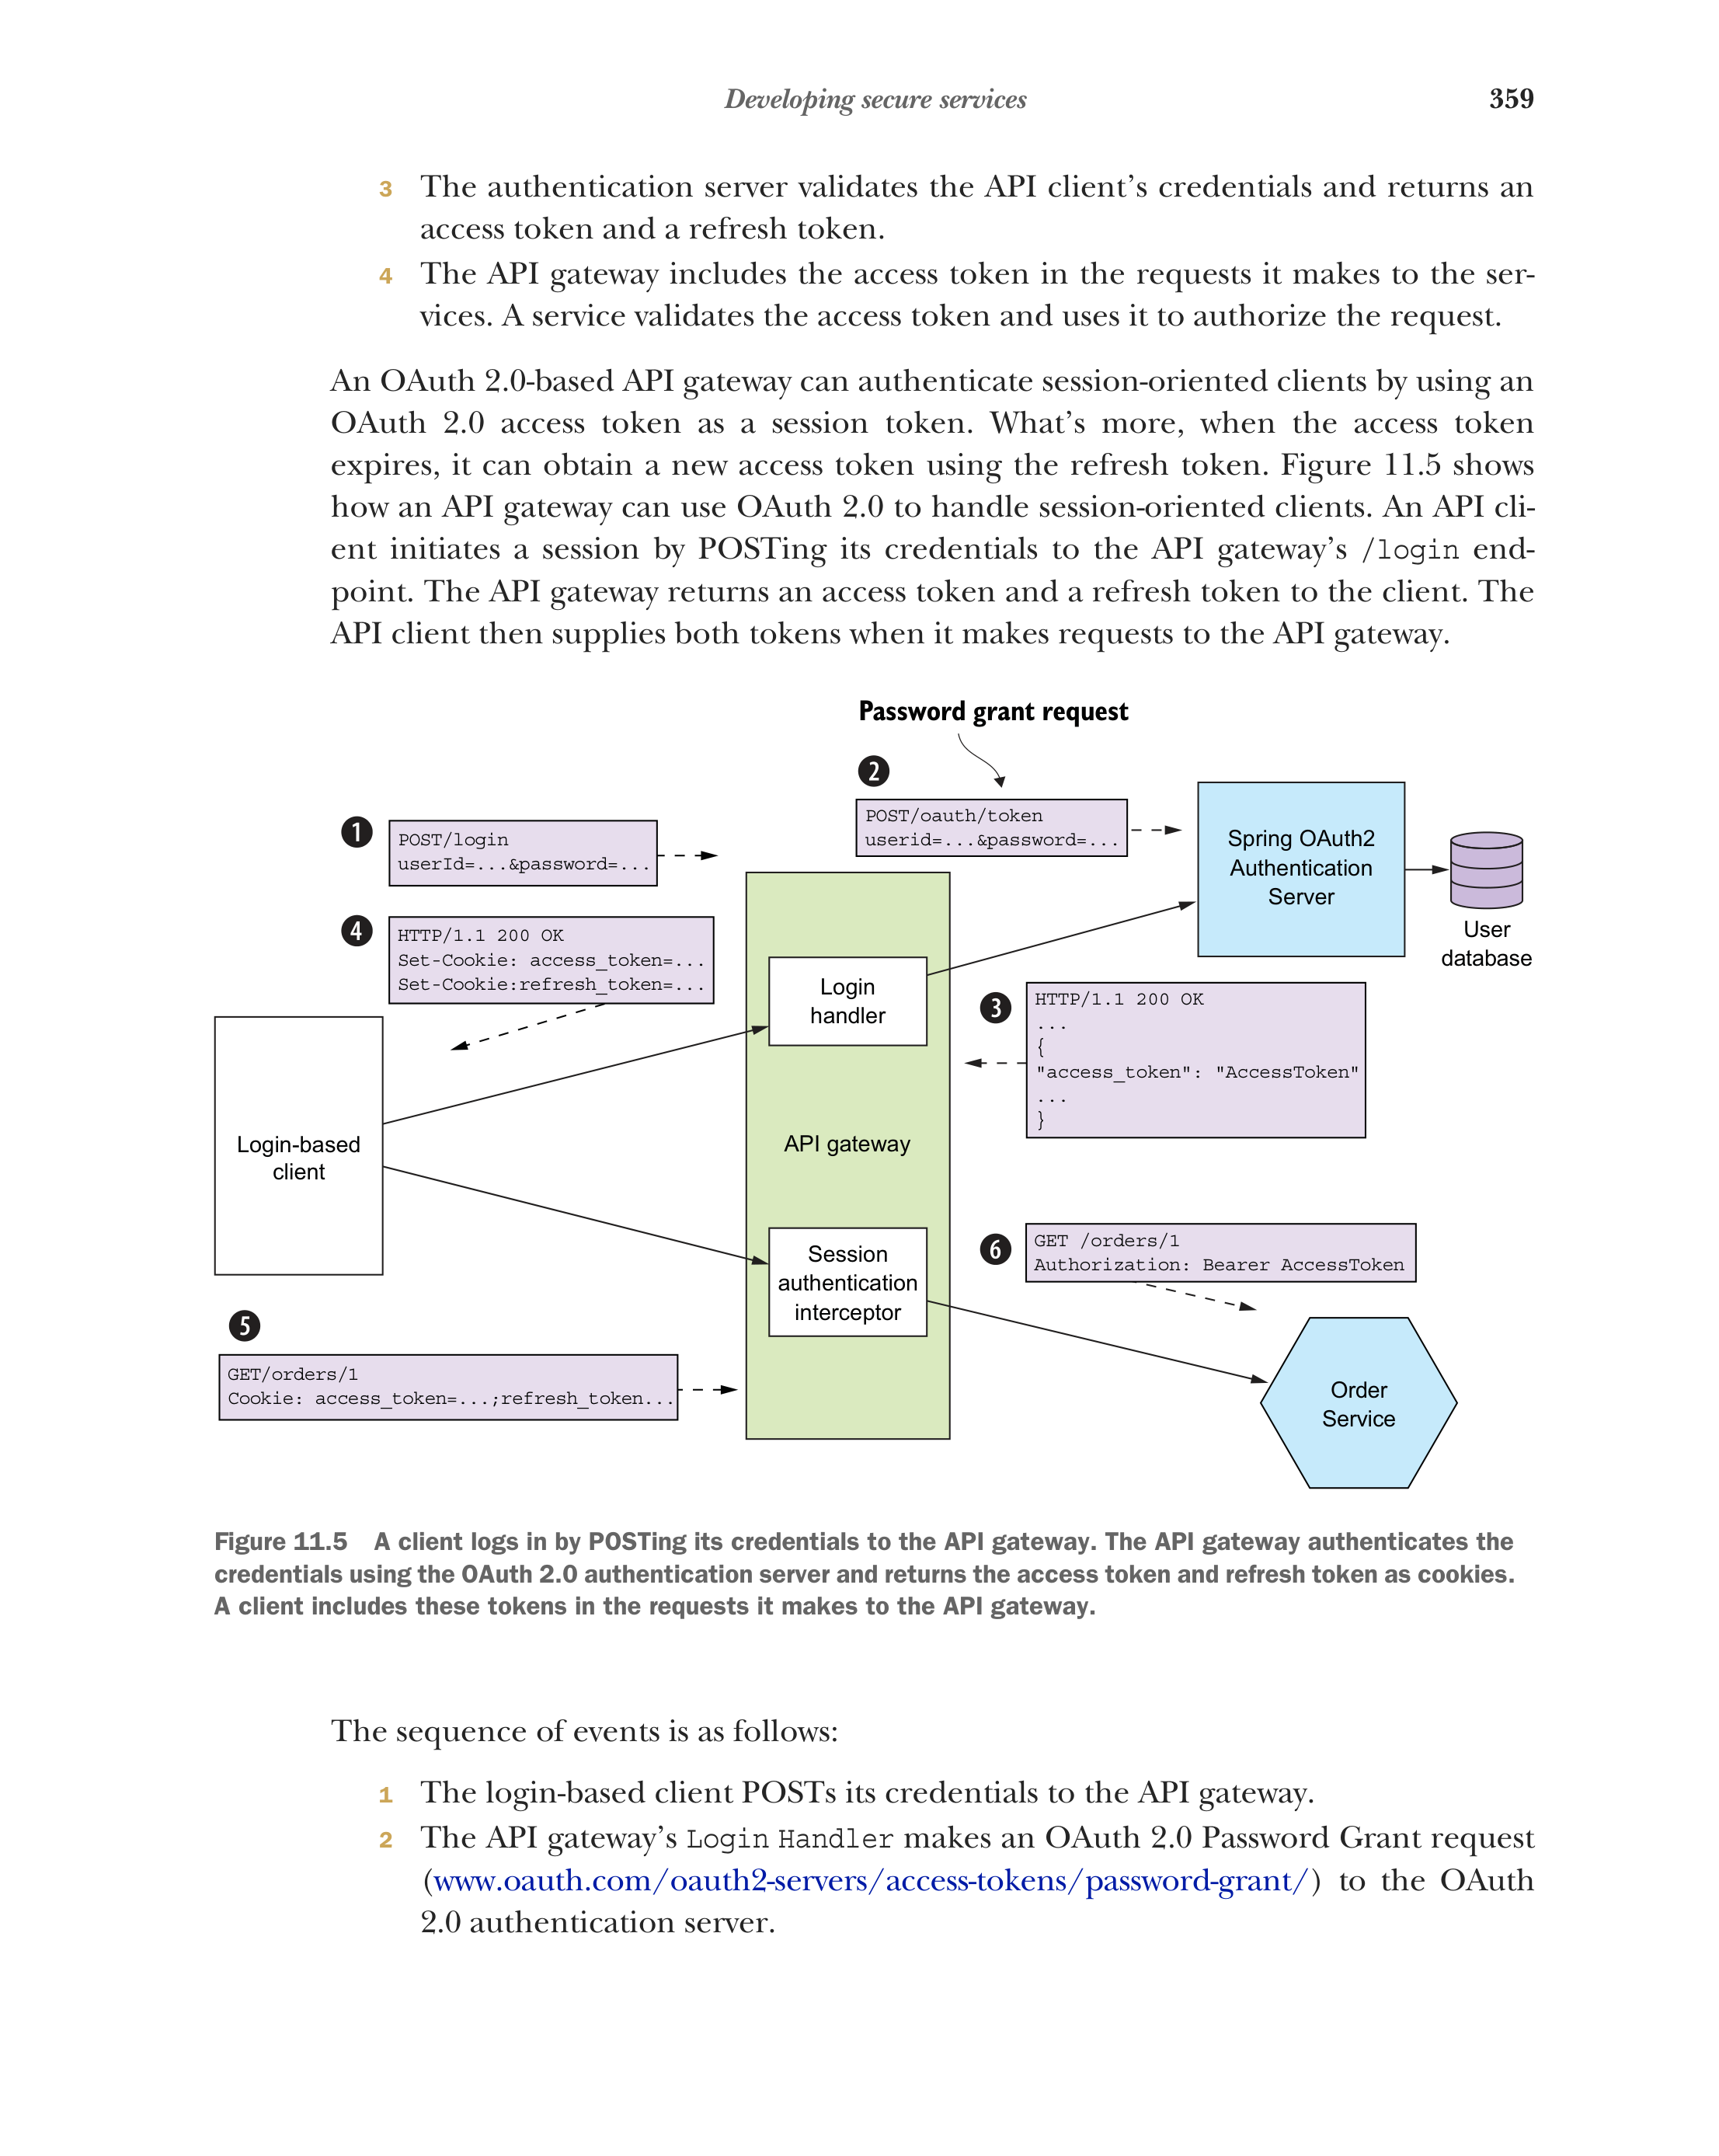 Developing secure services 359
3 The authentication server validates the API client’s credentials and returns an
access token and a refresh token.
4 The API gateway includes the access token in the requests it makes to the ser-
vices. A service validates the access token and uses it to authorize the request.
An OAuth 2.0-based API gateway can authenticate session-oriented clients by using an
OAuth 2.0 access token as a session token. What’s more, when the access token
expires, it can obtain a new access token using the refresh token. Figure 11.5 shows
how an API gateway can use OAuth 2.0 to handle session-oriented clients. An API cli-
ent initiates a session by POSTing its credentials to the API gateway’s /login end-
point. The API gateway returns an access token and a refresh token to the client. The
API client then supplies both tokens when it makes requests to the API gateway.
Password grant request
2
POST/oauth/token
userid=...&password=...
1
POST/login
userId=...&password=...
Spring OAuth2
Authentication
Server
User
database
4
HTTP/1.1 200 OK
Set-Cookie: access_token=...
Set-Cookie:refresh_token=...
Login
handler
3
HTTP/1.1 200 OK
...
{
"access_token": "AccessToken"
...
}
Login-based
client
API gateway
Session
authentication
interceptor
6
GET /orders/1
Authorization: Bearer AccessToken
5
GET/orders/1
Cookie: access_token=...;refresh_token...
Order
Service
Figure 11.5 A client logs in by POSTing its credentials to the API gateway. The API gateway authenticates the
credentials using the OAuth 2.0 authentication server and returns the access token and refresh token as cookies.
A client includes these tokens in the requests it makes to the API gateway.
The sequence of events is as follows:
1 The login-based client POSTs its credentials to the API gateway.
2 The API gateway’s Login Handler makes an OAuth 2.0 Password Grant request
(www.oauth.com/oauth2-servers/access-tokens/password-grant/) to the OAuth
2.0 authentication server.